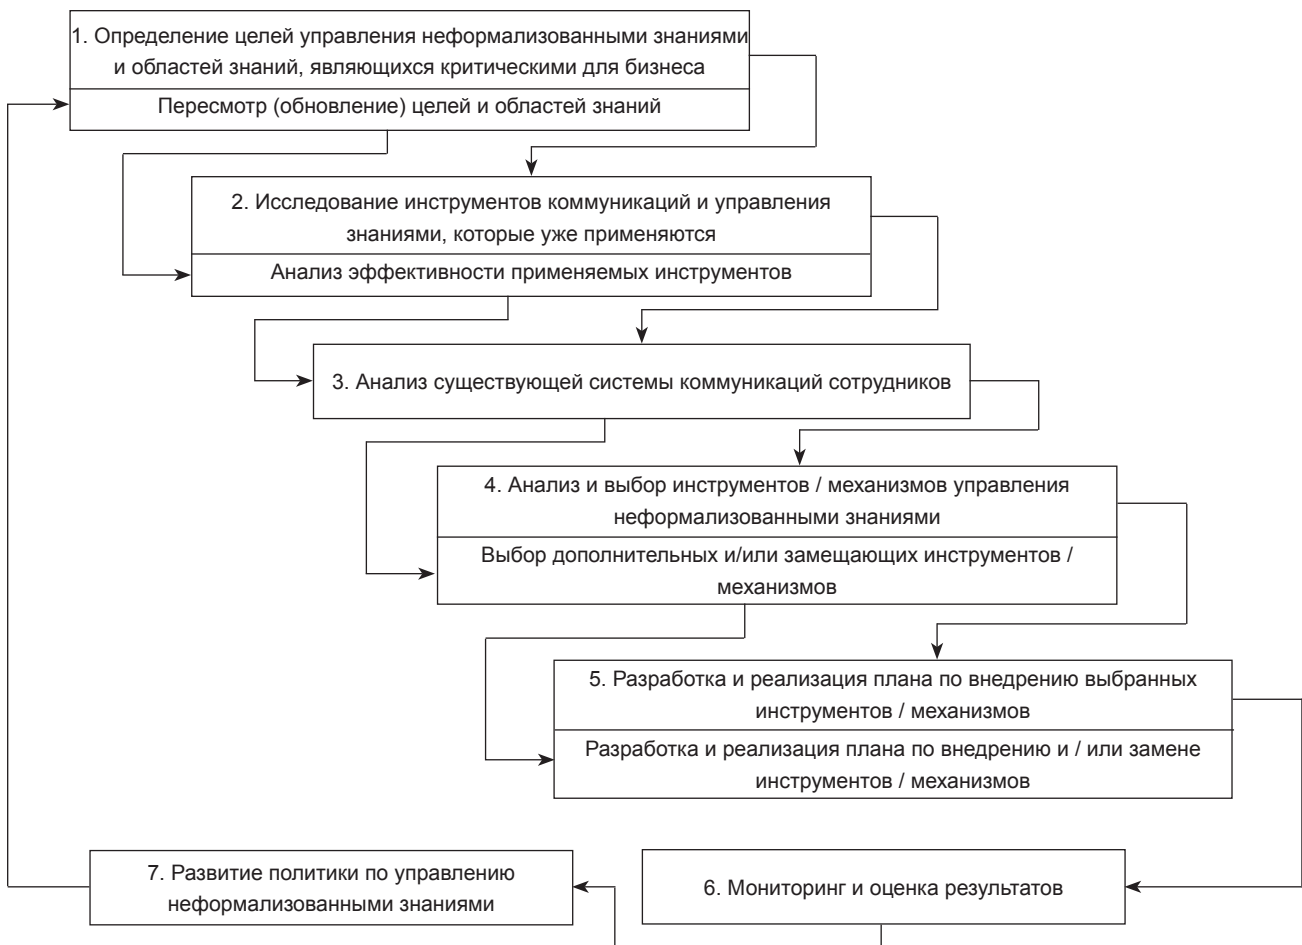 1. Определение целей управления неформализованными знаниями
и областей знаний, являющихся критическими для бизнеса
Пересмотр (обновление) целей и областей знаний
2. Исследование инструментов коммуникаций и управления
знаниями, которые уже применяются
Анализ эффективности применяемых инструментов
3. Анализ существующей системы коммуникаций сотрудников
4. Анализ и выбор инструментов / механизмов управления
неформализованными знаниями
Выбор дополнительных и/или замещающих инструментов /
механизмов
5. Разработка и реализация плана по внедрению выбранных
инструментов / механизмов
Разработка и реализация плана по внедрению и / или замене
инструментов / механизмов
7. Развитие политики по управлению
неформализованными знаниями
6. Мониторинг и оценка результатов